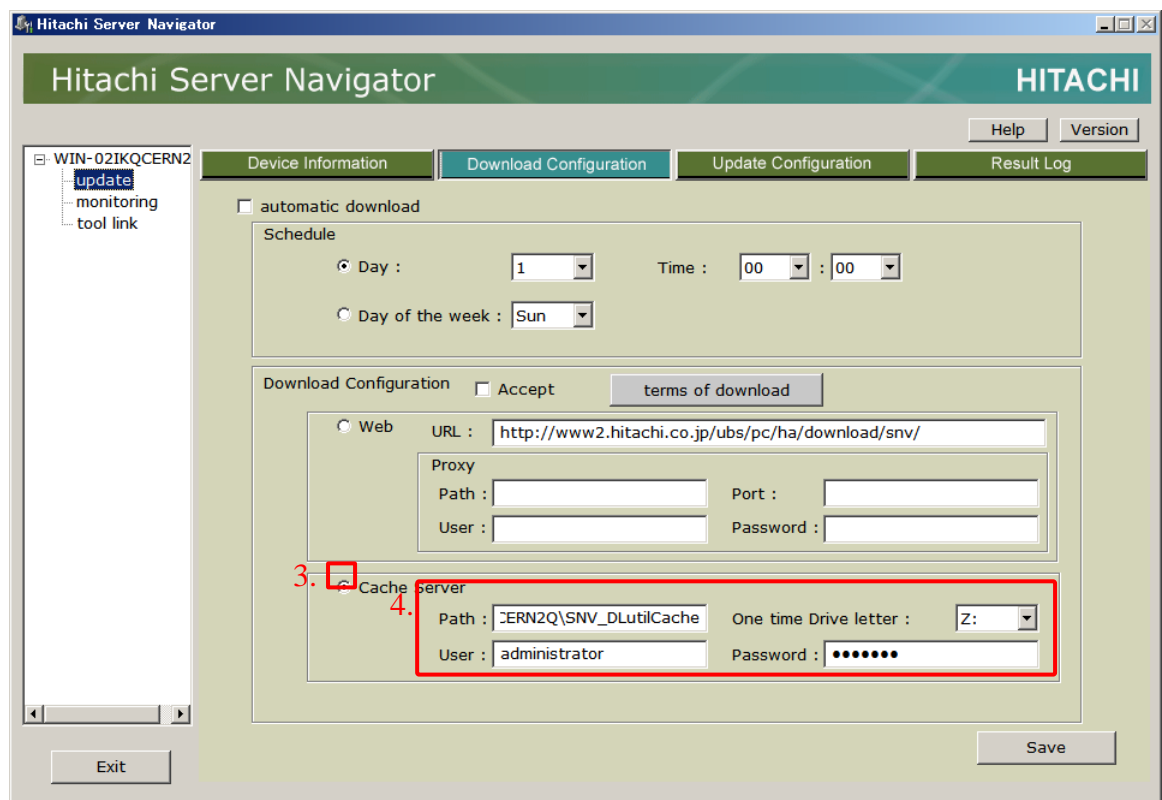 Hitachi Server Navigator
Hitachi Server Navigator HITACHI
Help Version
WIN-02IKQCERN2
update
monitoring
tool link
Device Information Download Configuration Update Configuration Result Log
automatic download
Schedule
Day : 1 Time : 00 : 00
Day of the week : Sun
Download Configuration Accept terms of download
Web URL : http://www2.hitachi.co.jp/ubs/pc/ha/download/snv/
Proxy
Path : Port :
User : Password :
3. Cache Server
4.
Path : CERN2Q\SNV_DLutilCache One time Drive letter : Z:
User : administrator Password : ●●●●●●●
Save
Exit